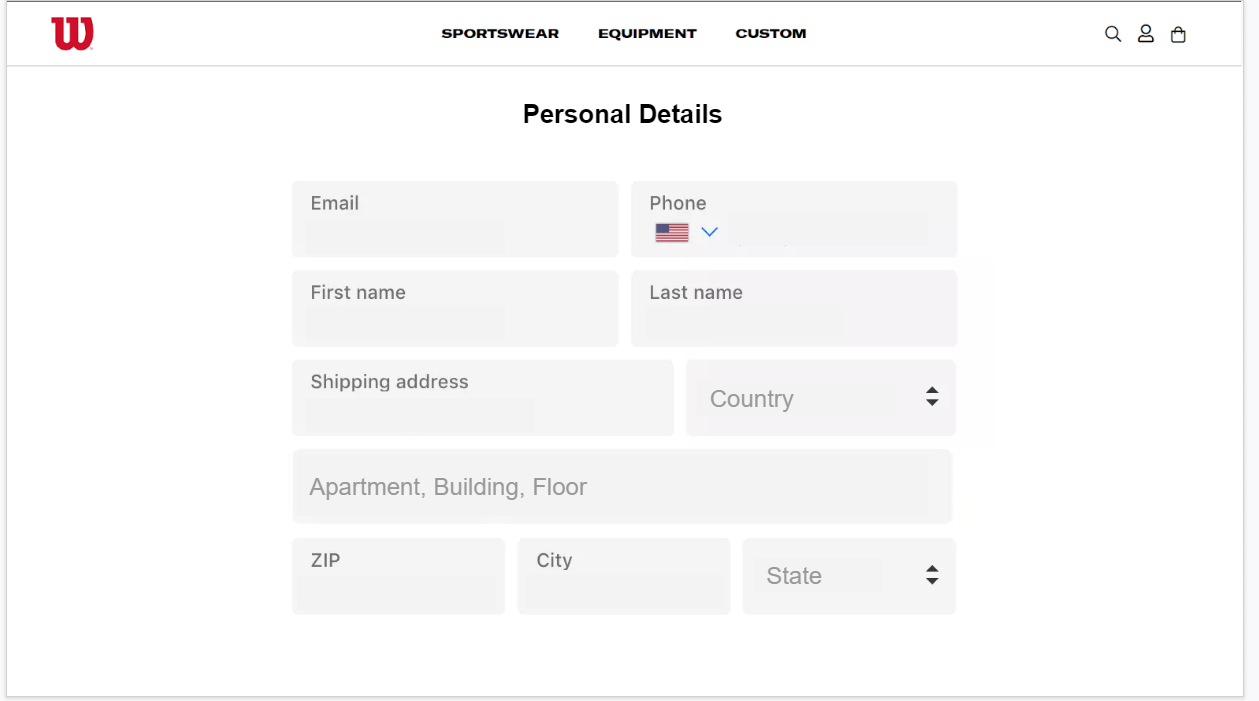 W
SPORTSWEAR EQUIPMENT CUSTOM
Personal Details
Email Phone
First name Last name
Shipping address Country
Apartment, Building, Floor
ZIP City State